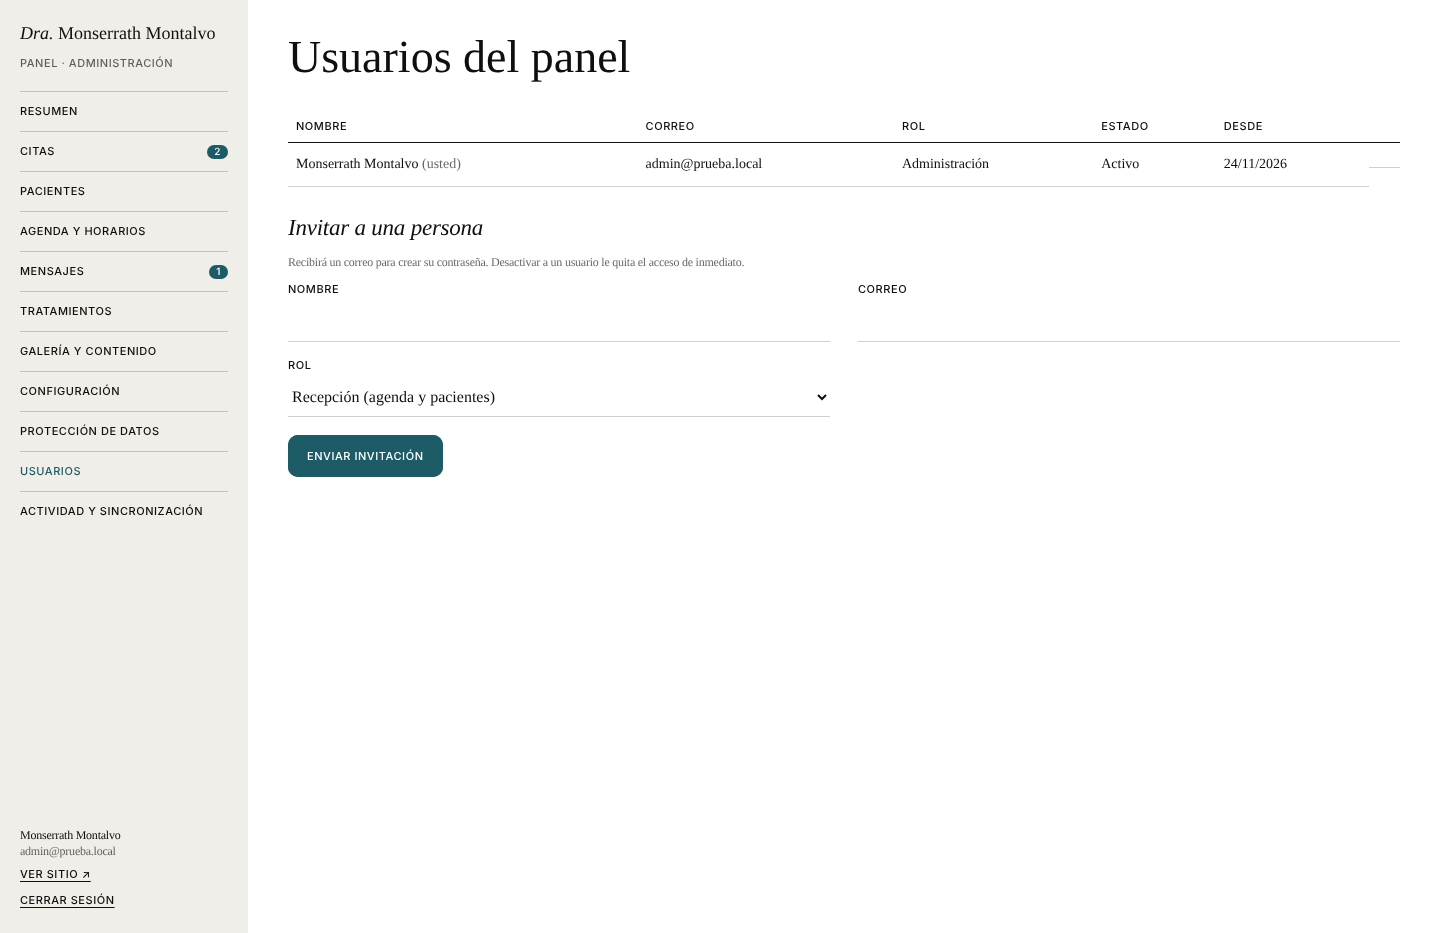 Dra. Monserrath Montalvo
PANEL · ADMINISTRACIÓN
RESUMEN
CITAS 2
PACIENTES
AGENDA Y HORARIOS
MENSAJES 1
TRATAMIENTOS
GALERÍA Y CONTENIDO
CONFIGURACIÓN
PROTECCIÓN DE DATOS
USUARIOS
ACTIVIDAD Y SINCRONIZACIÓN
Monserrath Montalvo
admin@prueba.local
VER SITIO ↗
CERRAR SESIÓN
Usuarios del panel
NOMBRE CORREO ROL ESTADO DESDE
Monserrath Montalvo (usted) admin@prueba.local Administración Activo 24/11/2026
Invitar a una persona
Recibirá un correo para crear su contraseña. Desactivar a un usuario le quita el acceso de inmediato.
NOMBRE CORREO
ROL
Recepción (agenda y pacientes)
ENVIAR INVITACIÓN